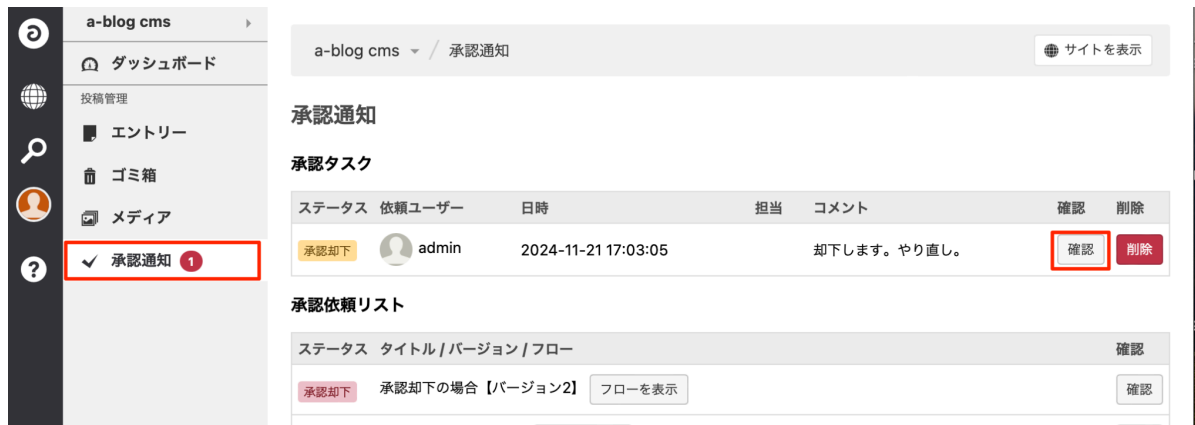 a-blog cms
ダッシュボード
投稿管理
エントリー
ゴミ箱
メディア
承認通知 1
a-blog cms / 承認通知
サイトを表示
承認通知
承認タスク
ステータス 依頼ユーザー 日時 担当 コメント 確認 削除
承認却下 admin 2024-11-21 17:03:05 却下します。やり直し。 確認 削除
承認依頼リスト
ステータス タイトル / バージョン / フロー 確認
承認却下 承認却下の場合【バージョン2】 フローを表示 確認